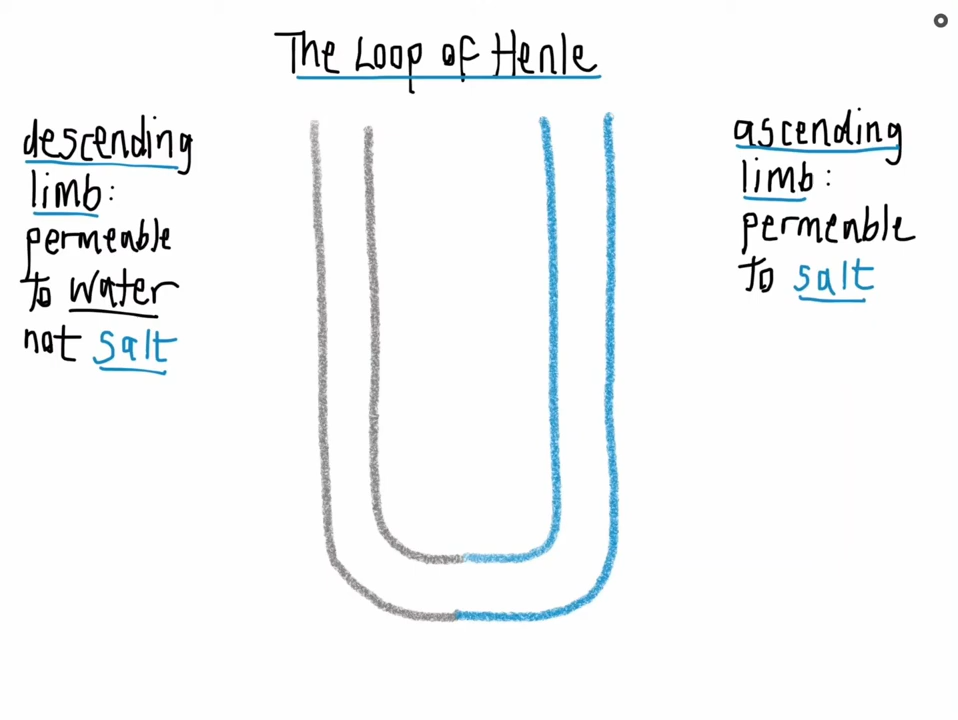 The Loop of Henle
descending
limb:
permeable
to water
not salt
ascending
limb:
permeable
to salt